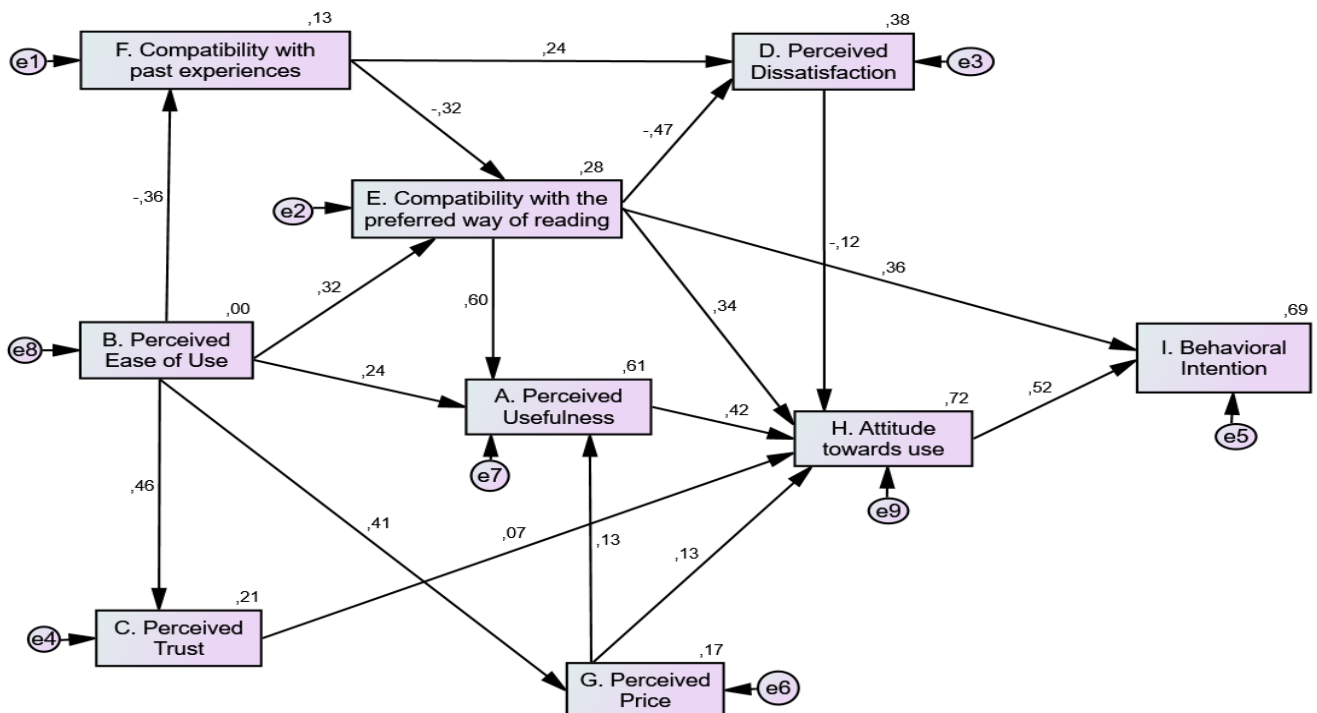 ,13
F. Compatibility with
past experiences
e1
,24
,38
D. Perceived
Dissatisfaction
e3
-,32
-,47
,28
E. Compatibility with the
preferred way of reading
e2
-,36
,32
,60
,34
-,12
,36
,00
B. Perceived
Ease of Use
e8
,24
,61
A. Perceived
Usefulness
e7
,42
,72
H. Attitude
towards use
e9
,52
,69
I. Behavioral
Intention
e5
,46
,41
,07
,13
,13
,21
C. Perceived
Trust
e4
,17
G. Perceived
Price
e6